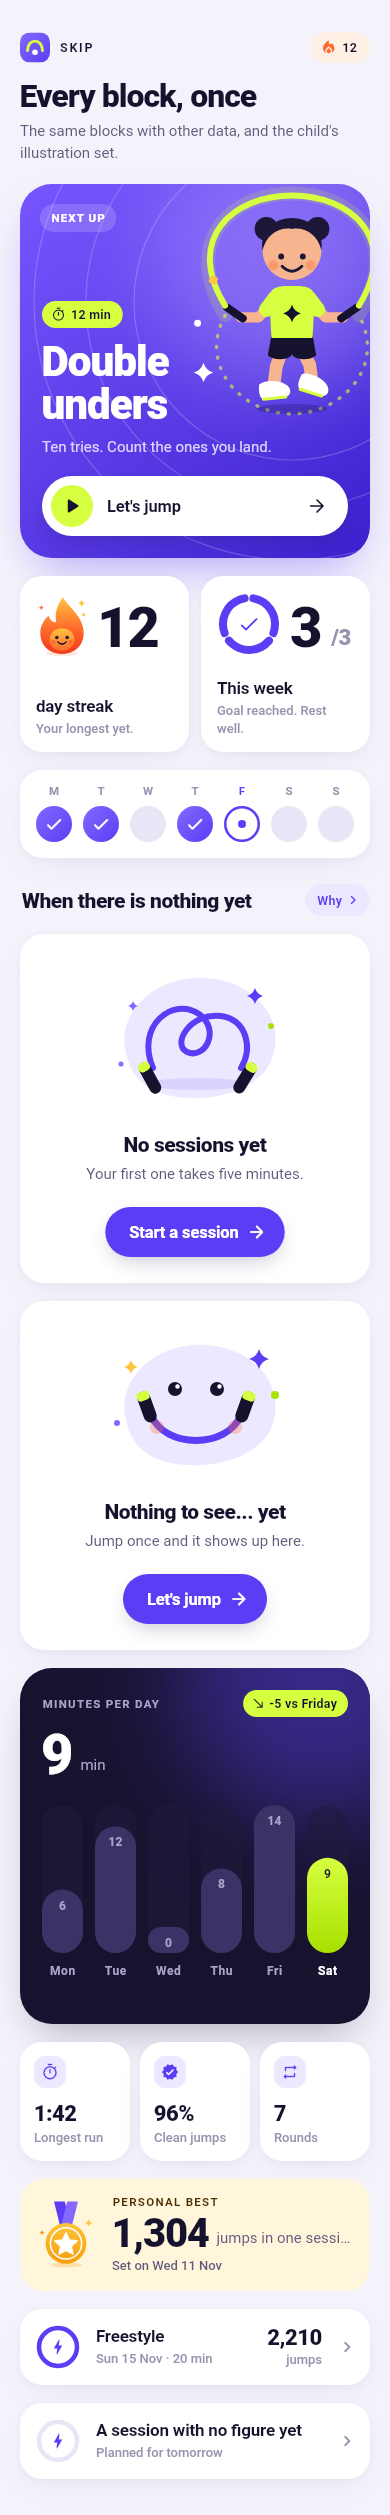 SKIP
12
Every block, once
The same blocks with other data, and the child's
illustration set.
NEXT UP
12 min
Double
unders
Ten tries. Count the ones you land.
Let's jump
12
day streak
Your longest yet.
3 /3
This week
Goal reached. Rest
well.
M T W T F S S
When there is nothing yet
Why
No sessions yet
Your first one takes five minutes.
Start a session
Nothing to see... yet
Jump once and it shows up here.
Let's jump
MINUTES PER DAY
-5 vs Friday
9 min
6 12 0 8 14 9
Mon Tue Wed Thu Fri Sat
1:42
Longest run
96%
Clean jumps
7
Rounds
PERSONAL BEST
1,304 jumps in one sessi...
Set on Wed 11 Nov
Freestyle
Sun 15 Nov · 20 min
2,210
jumps
A session with no figure yet
Planned for tomorrow